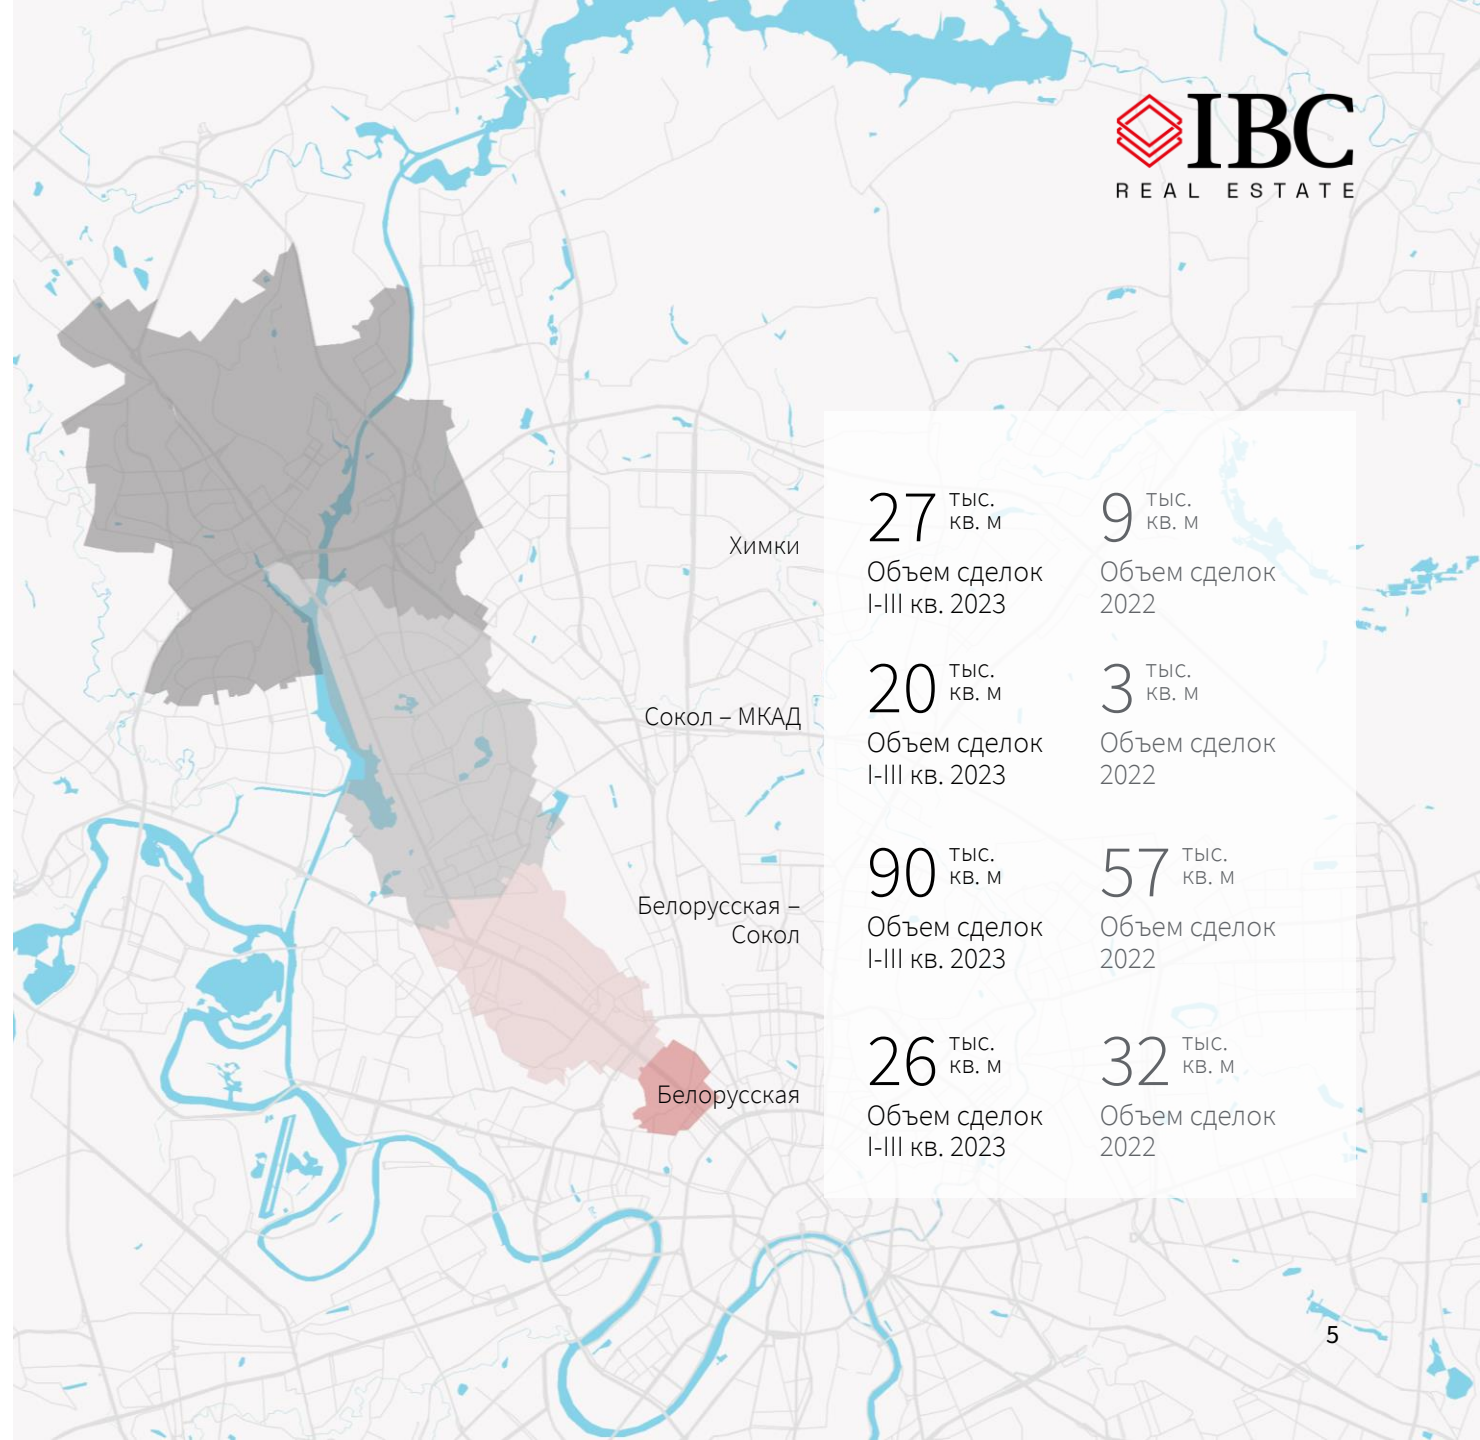 IBC
REAL ESTATE
Химки
27 тыс.
кв. м
Объем сделок
I-III кв. 2023
9 тыс.
кв. м
Объем сделок
2022
Сокол – МКАД
20 тыс.
кв. м
Объем сделок
I-III кв. 2023
3 тыс.
кв. м
Объем сделок
2022
Белорусская –
Сокол
90 тыс.
кв. м
Объем сделок
I-III кв. 2023
57 тыс.
кв. м
Объем сделок
2022
Белорусская
26 тыс.
кв. м
Объем сделок
I-III кв. 2023
32 тыс.
кв. м
Объем сделок
2022
5